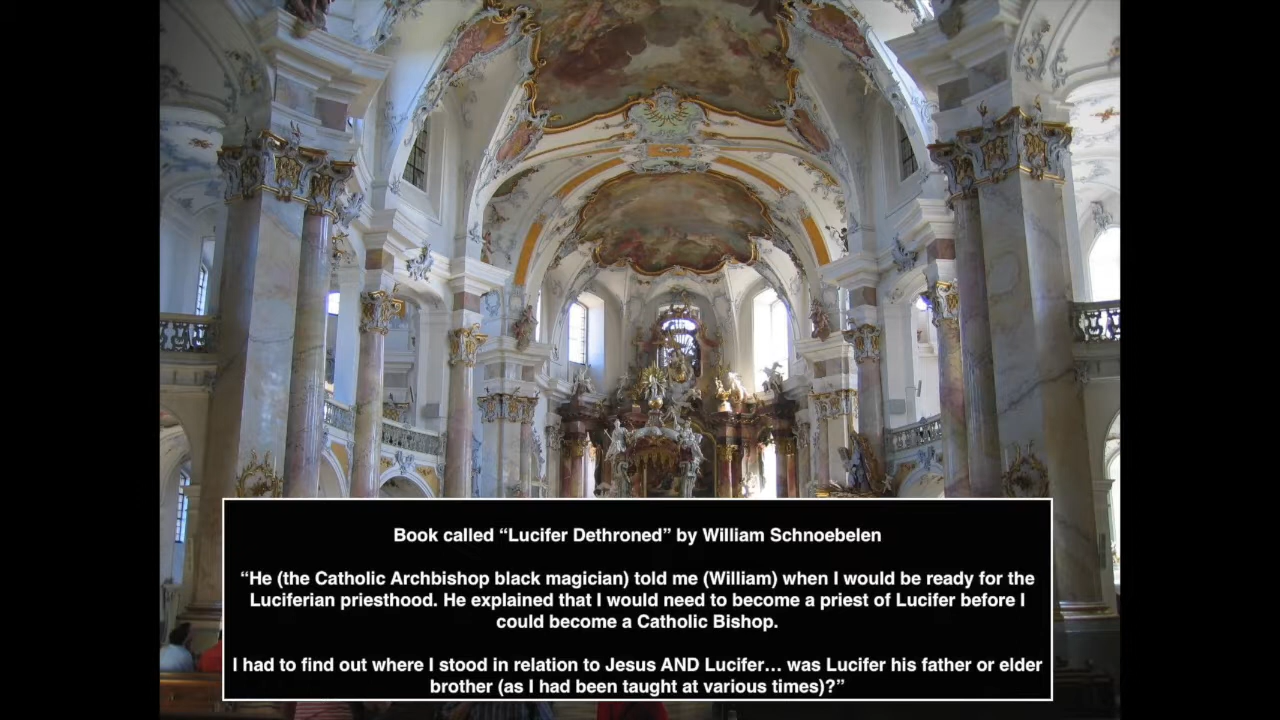 Book called “Lucifer Dethroned” by William Schnoebelen
“He (the Catholic Archbishop black magician) told me (William) when I would be ready for the
Luciferian priesthood. He explained that I would need to become a priest of Lucifer before I
could become a Catholic Bishop.
I had to find out where I stood in relation to Jesus AND Lucifer… was Lucifer his father or elder
brother (as I had been taught at various times)?”